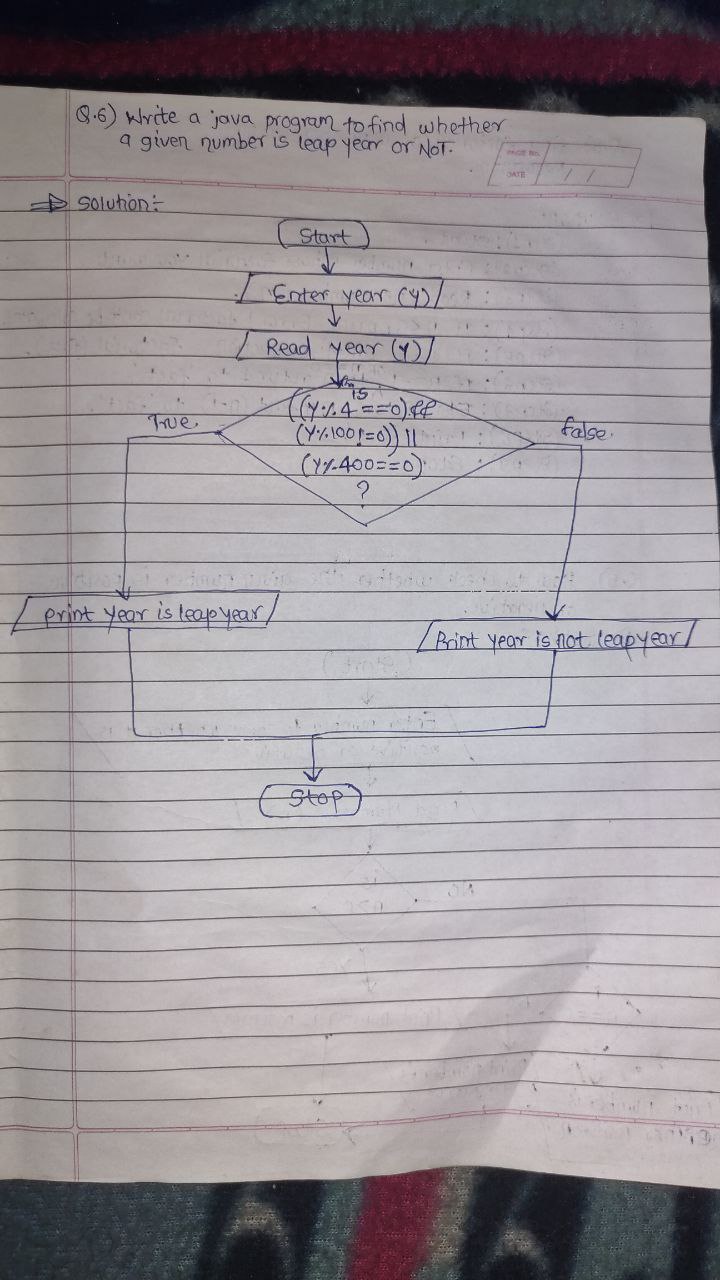 Q.6) Write a java program to find whether
a given number is leap year or NOT.
PAGE NO.
DATE / /
⇒ solution:-
Start
Enter year (Y)
Read year (Y)
is
((Y%4==0) &&
(Y%100!=0)) ||
(Y%400==0)
?
True.
false.
print year is leap year
Print year is not leap year
Stop